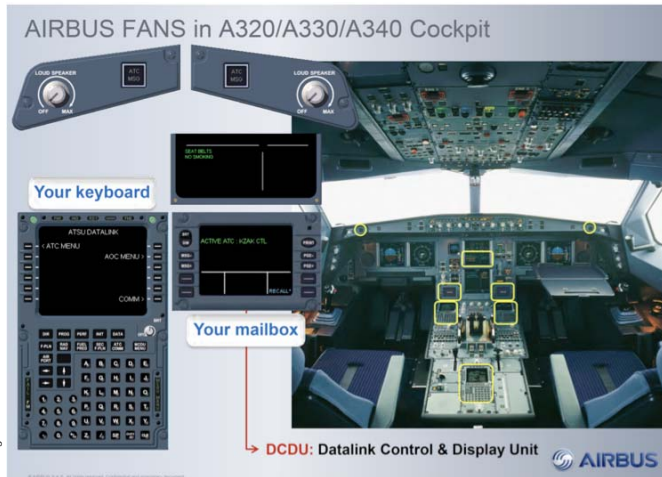 AIRBUS FANS in A320/A330/A340 Cockpit
LOUD SPEAKER
OFF MAX
ATC
MSG
ATC
MSG
LOUD SPEAKER
OFF MAX
SEAT BELTS
NO SMOKING
Your keyboard
ATSU DATALINK
< ATC MENU
AOC MENU >
COMM >
ACTIVE ATC : KZAK CTL
RECALL*
PRINT
Your mailbox
DIR PROG PERF INIT DATA
F-PLN RAD NAV FUEL PRED SEC F-PLN ATC COMM MCDU MENU
AIR PORT
DCDU: Datalink Control & Display Unit
AIRBUS